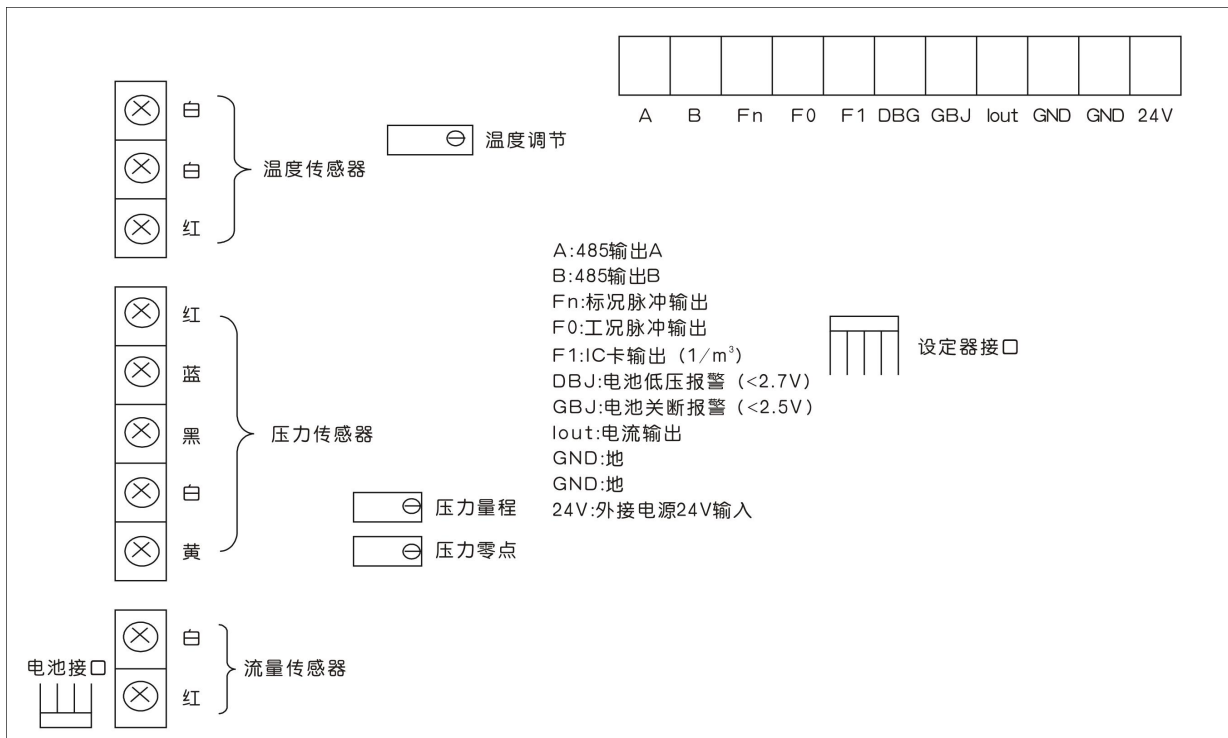 A B Fn F0 F1 DBG GBJ Iout GND GND 24V
白
白
红
温度传感器
温度调节
红
蓝
黑
白
黄
压力传感器
压力量程
压力零点
A:485输出A
B:485输出B
Fn:标况脉冲输出
F0:工况脉冲输出
F1:IC卡输出（1/m³）
DBJ:电池低压报警（<2.7V）
GBJ:电池关断报警（<2.5V）
Iout:电流输出
GND:地
GND:地
24V:外接电源24V输入
设定器接口
白
红
流量传感器
电池接口